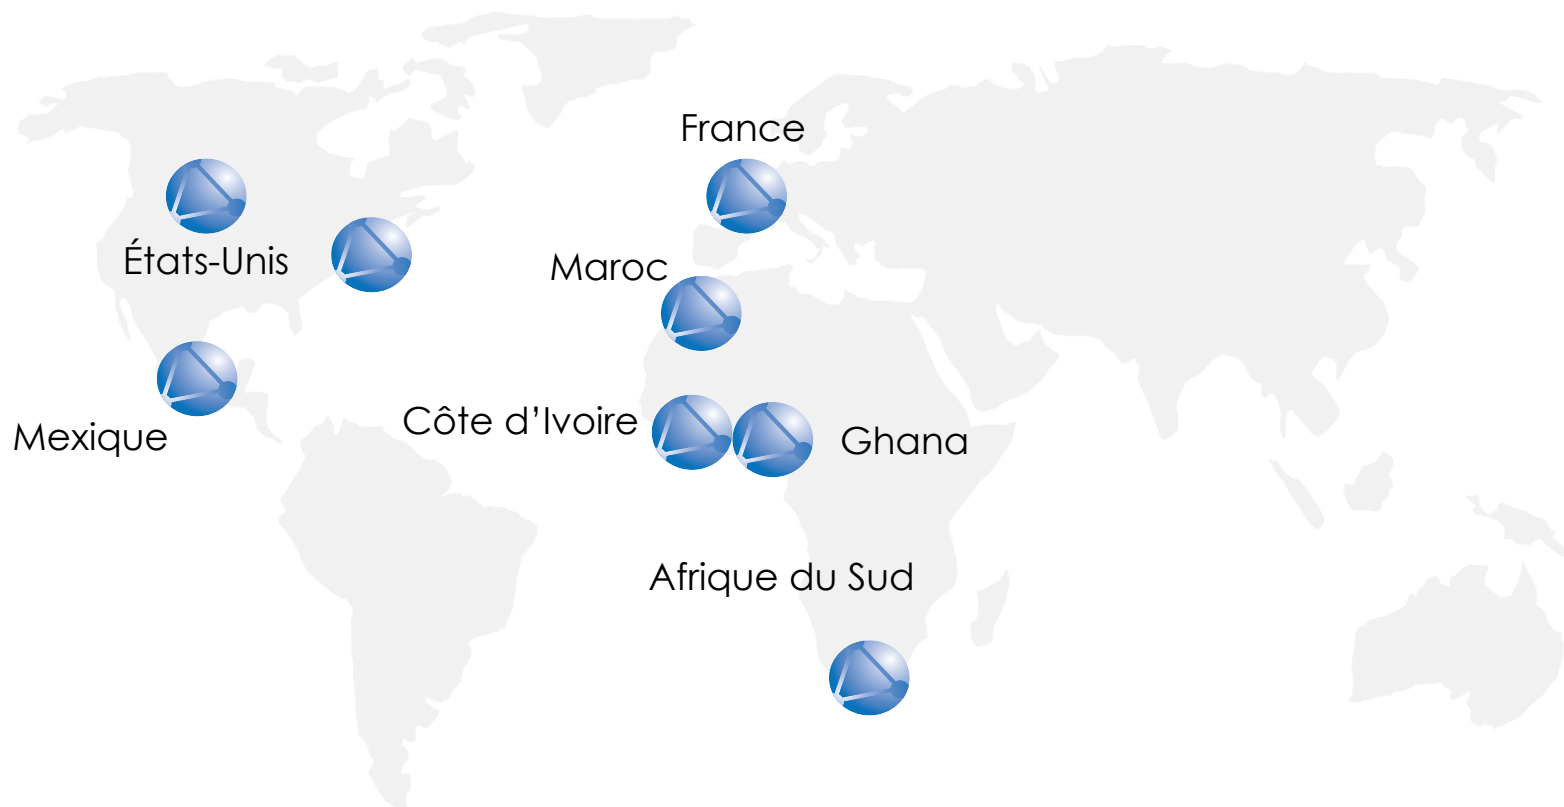 France
États-Unis
Maroc
Côte d’Ivoire
Mexique
Ghana
Afrique du Sud